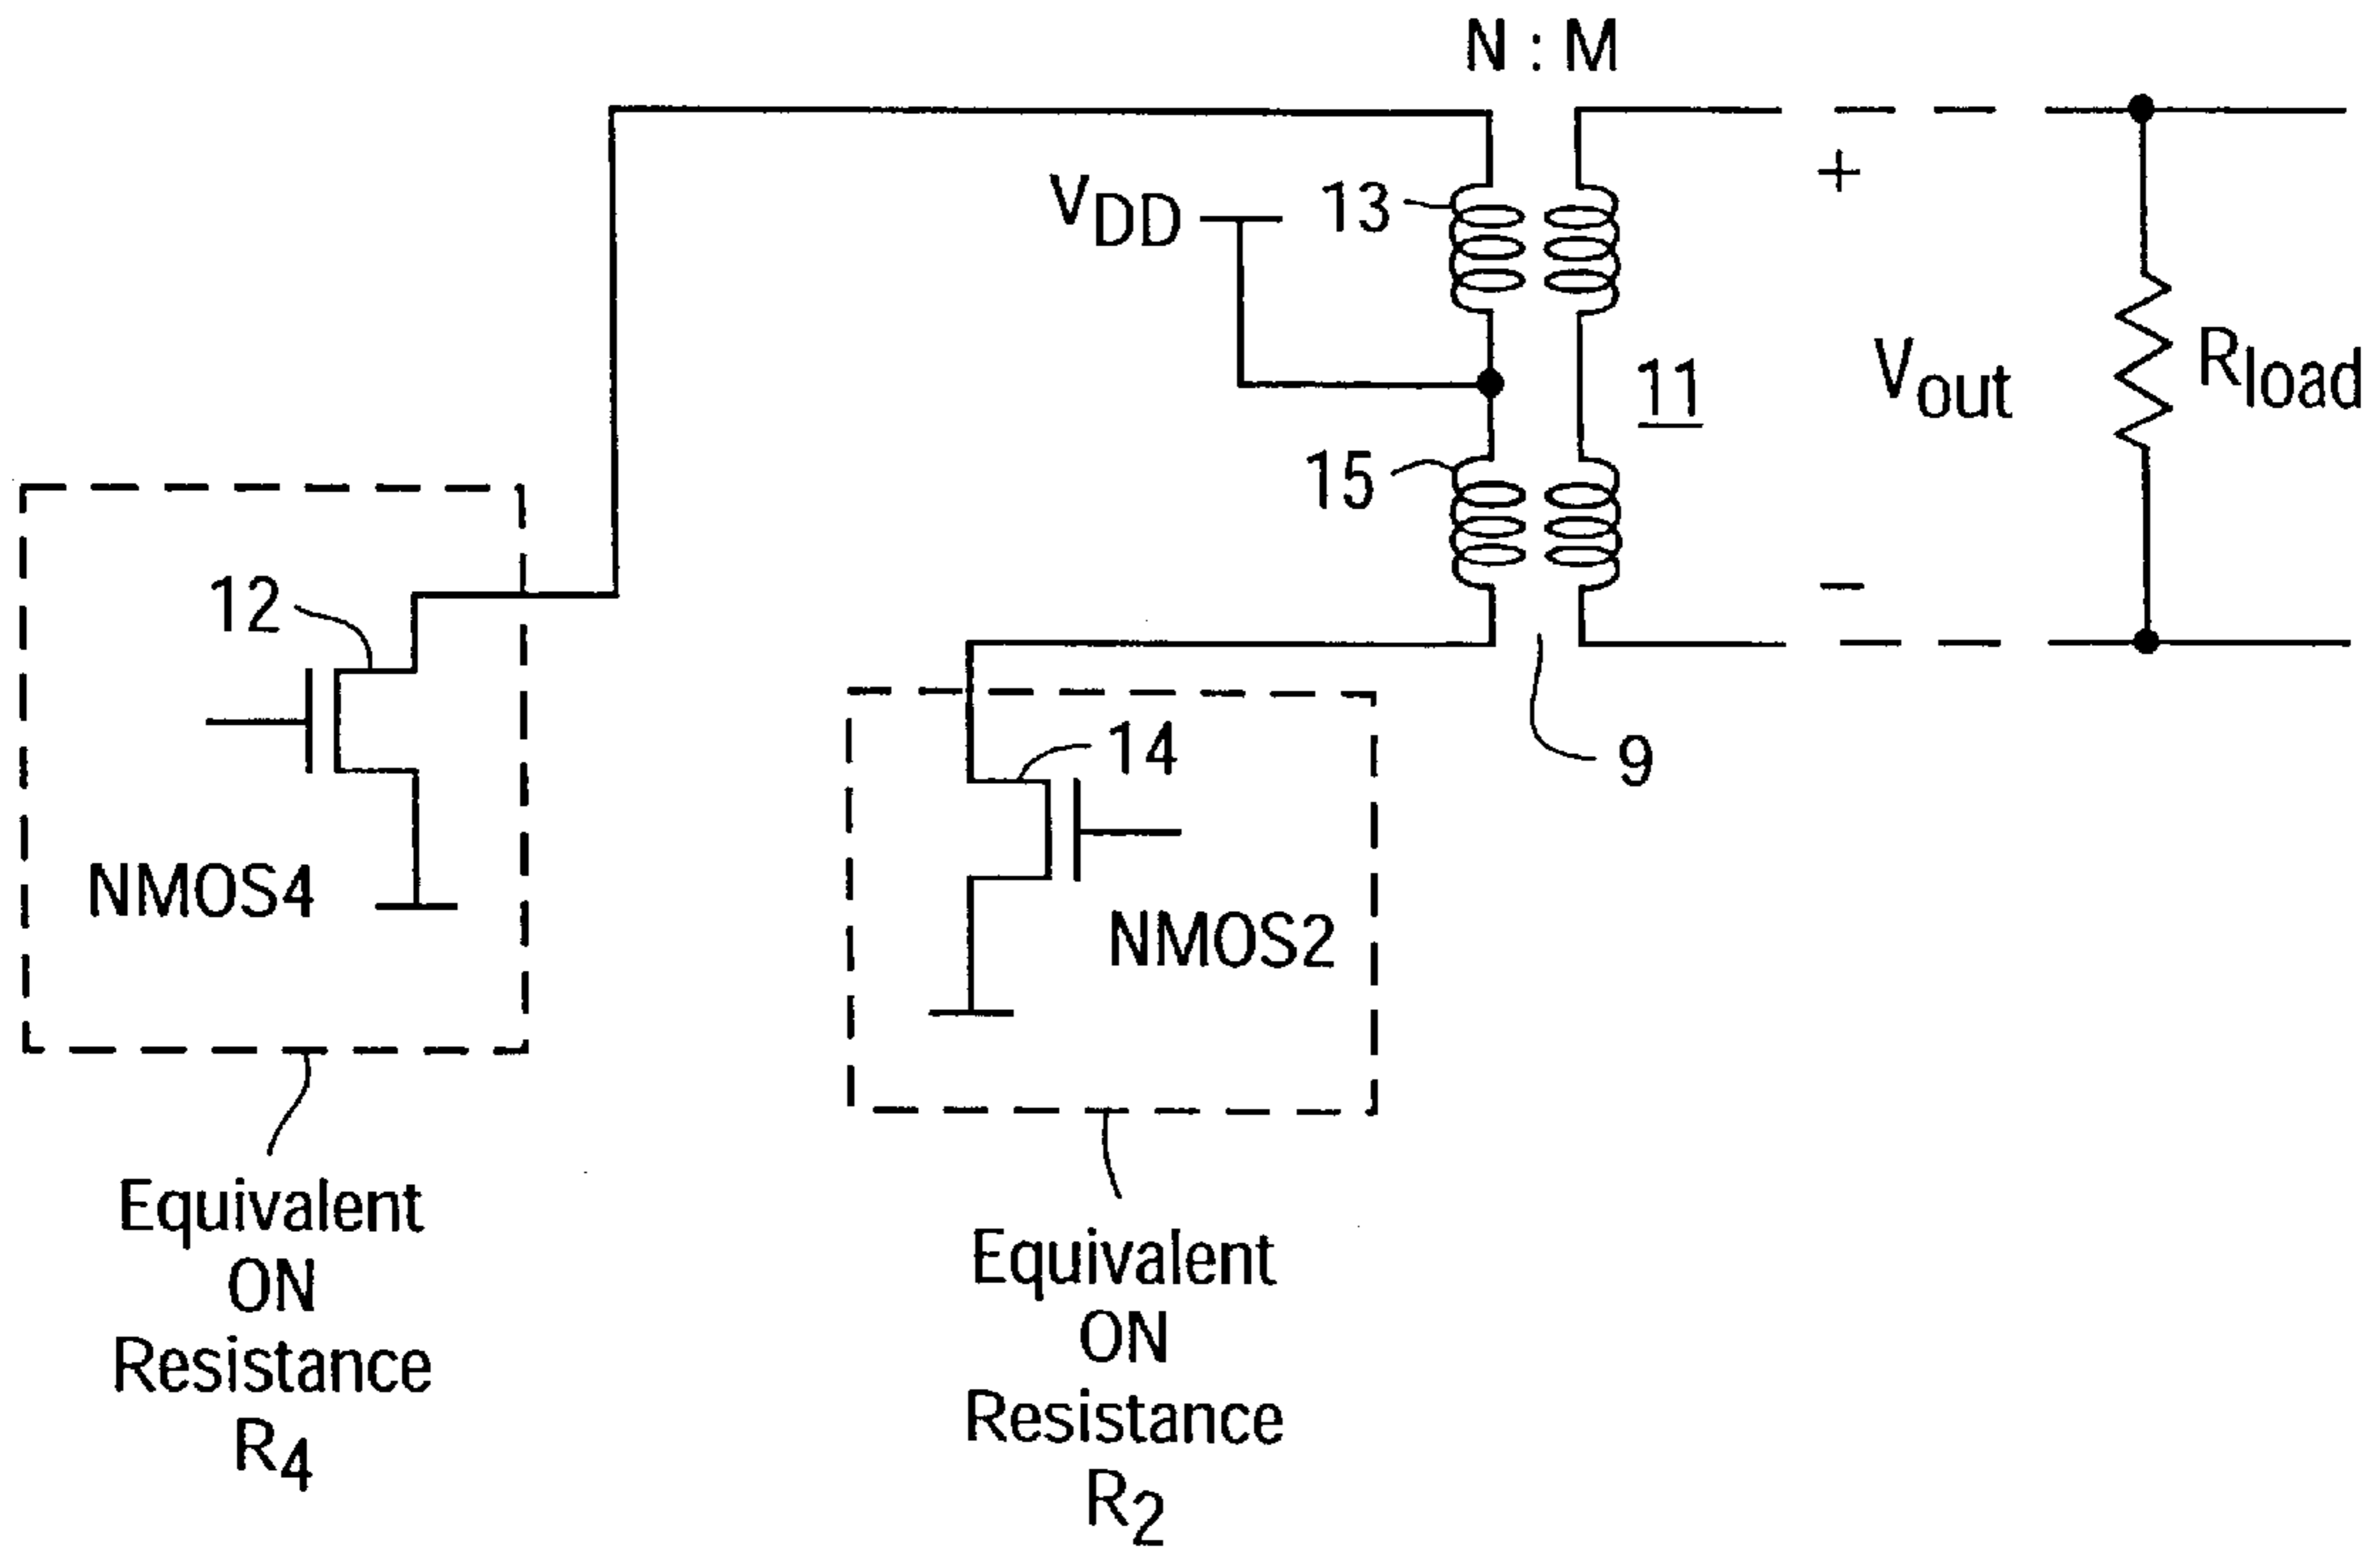 N : M
VDD
13
+
11
Vout
Rload
15
12
−
14
9
NMOS4
NMOS2
Equivalent
ON
Resistance
R4
Equivalent
ON
Resistance
R2